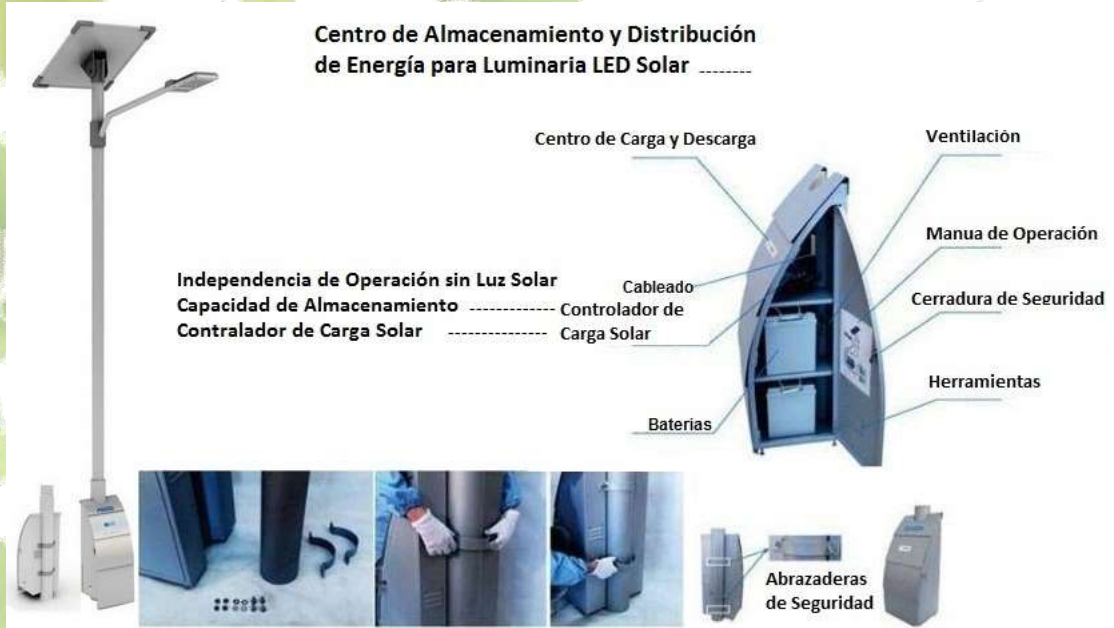 Centro de Almacenamiento y Distribución
de Energía para Luminaria LED Solar --------
Centro de Carga y Descarga
Ventilación
Manua de Operación
Cerradura de Seguridad
Herramientas
Independencia de Operación sin Luz Solar
Capacidad de Almacenamiento -------------
Contralador de Carga Solar ---------------
Cableado
Controlador de
Carga Solar
Baterias
Abrazaderas
de Seguridad